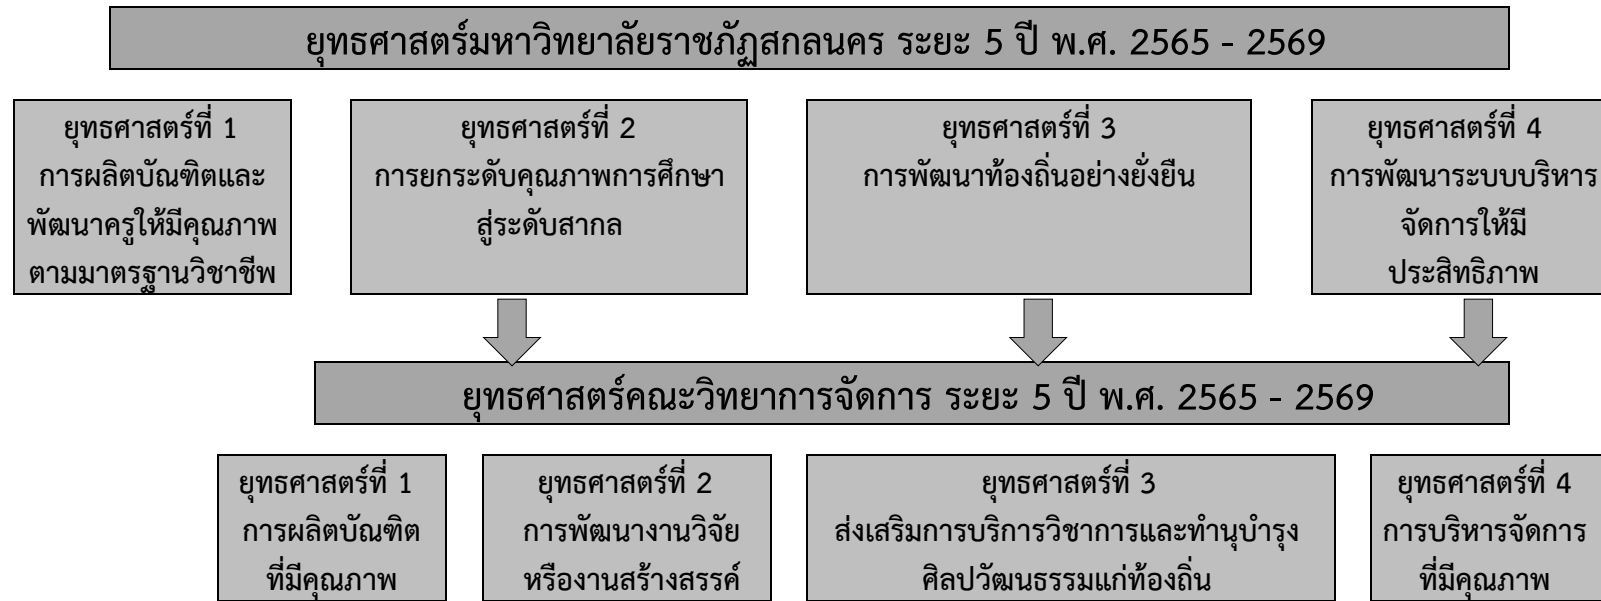 ยุทธศาสตร์มหาวิทยาลัยราชภัฏสกลนคร ระยะ 5 ปี พ.ศ. 2565 - 2569
ยุทธศาสตร์ที่ 1
การผลิตบัณฑิตและ
พัฒนาครูให้มีคุณภาพ
ตามมาตรฐานวิชาชีพ
ยุทธศาสตร์ที่ 2
การยกระดับคุณภาพการศึกษา
สู่ระดับสากล
ยุทธศาสตร์ที่ 3
การพัฒนาท้องถิ่นอย่างยั่งยืน
ยุทธศาสตร์ที่ 4
การพัฒนาระบบบริหาร
จัดการให้มี
ประสิทธิภาพ
ยุทธศาสตร์คณะวิทยาการจัดการ ระยะ 5 ปี พ.ศ. 2565 - 2569
ยุทธศาสตร์ที่ 1
การผลิตบัณฑิต
ที่มีคุณภาพ
ยุทธศาสตร์ที่ 2
การพัฒนางานวิจัย
หรืองานสร้างสรรค์
ยุทธศาสตร์ที่ 3
ส่งเสริมการบริการวิชาการและทำนุบำรุง
ศิลปวัฒนธรรมแก่ท้องถิ่น
ยุทธศาสตร์ที่ 4
การบริหารจัดการ
ที่มีคุณภาพ